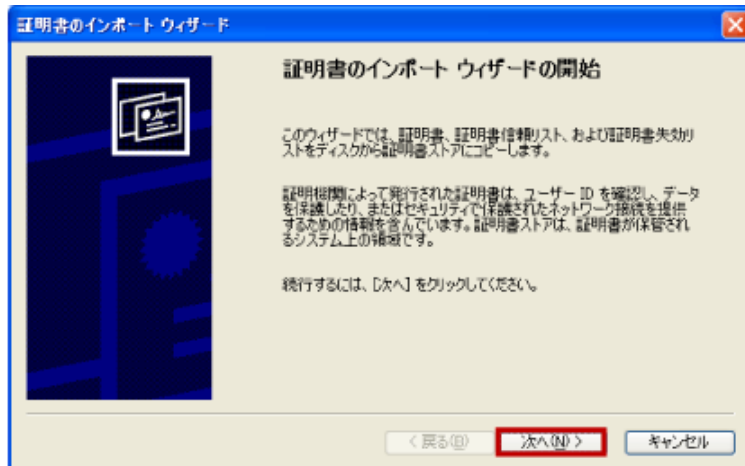 証明書のインポート ウィザード
証明書のインポート ウィザードの開始
このウィザードでは、証明書、証明書信頼リスト、および証明書失効リ
ストをディスクから証明書ストアにコピーします。
証明機関によって発行された証明書は、ユーザー ID を確認し、データ
を保護したり、またはセキュリティで保護されたネットワーク接続を提供
するための情報を含んでいます。証明書ストアは、証明書が保管され
るシステム上の領域です。
続行するには、[次へ] をクリックしてください。
< 戻る(B) 次へ(N) > キャンセル